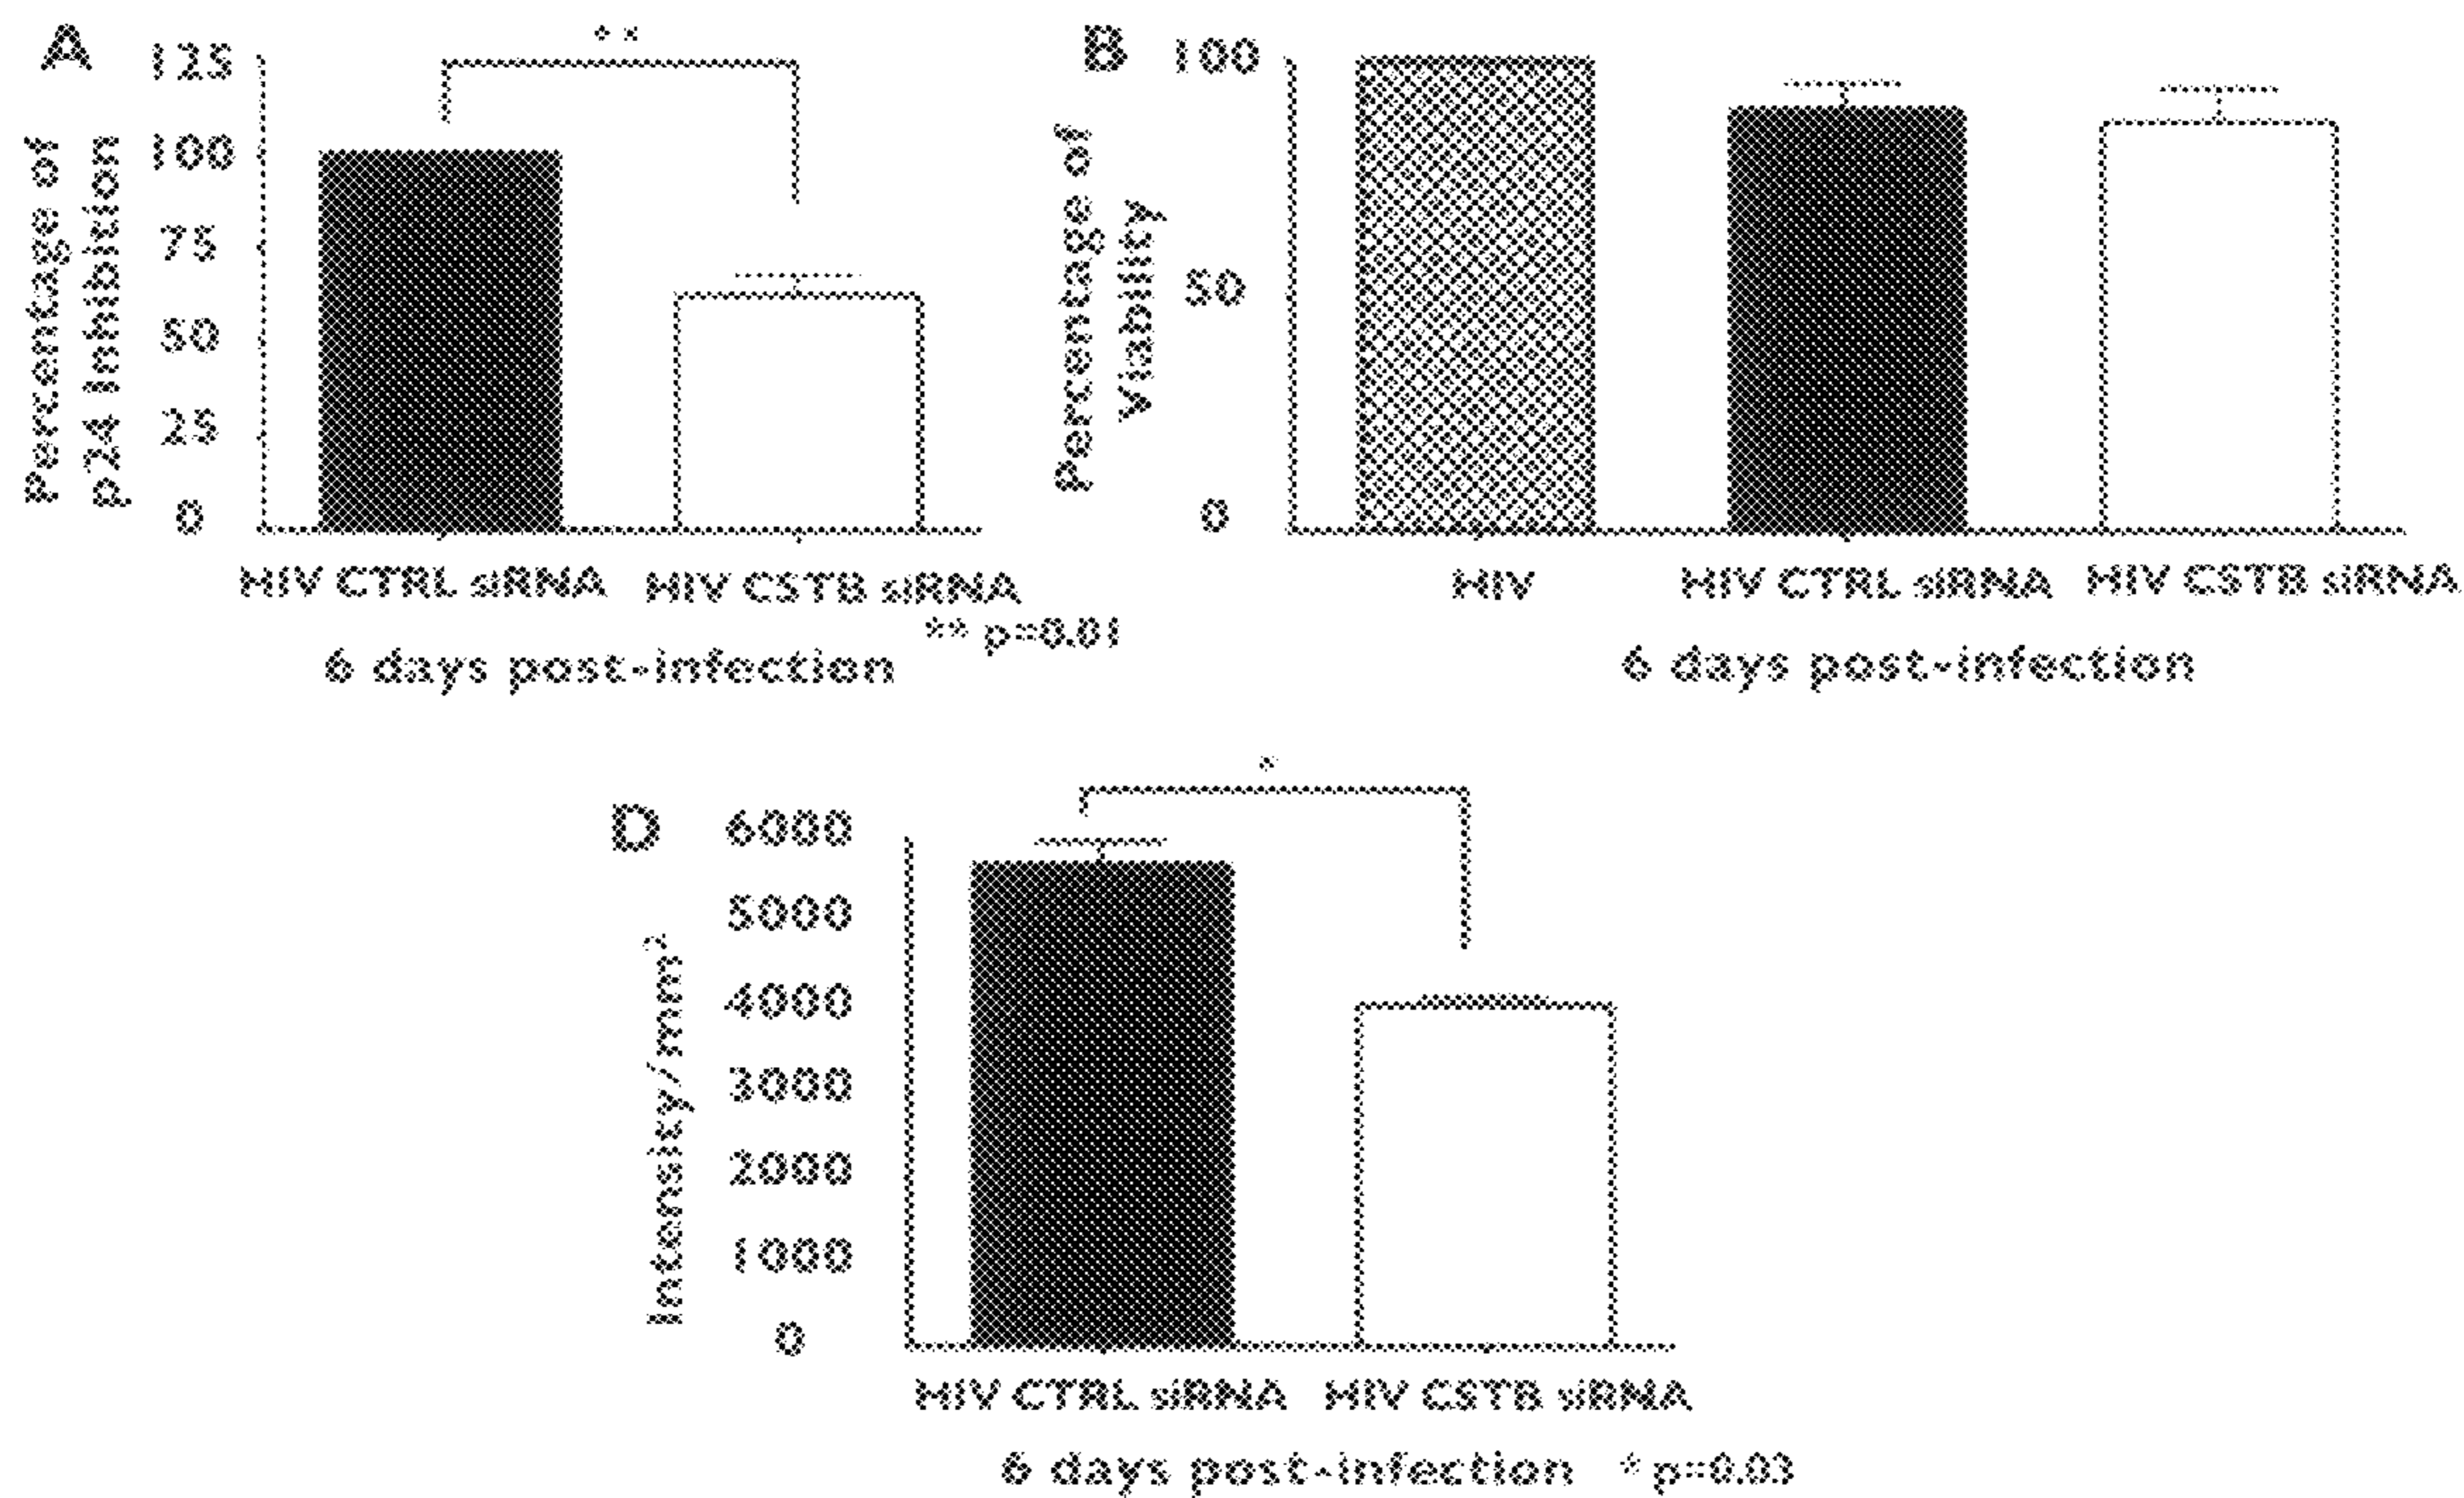 A
Percentage of
p24 Inhibition
125
100
75
50
25
0
**
HIV CTRL siRNA HIV CSTB siRNA
** p=0.01
6 days post-infection
B
Percentage of
Viability
100
50
0
HIV HIV CTRL siRNA HIV CSTB siRNA
6 days post-infection
D
Intensity/mm²
6000
5000
4000
3000
2000
1000
0
*
HIV CTRL siRNA HIV CSTB siRNA
6 days post-infection * p=0.03